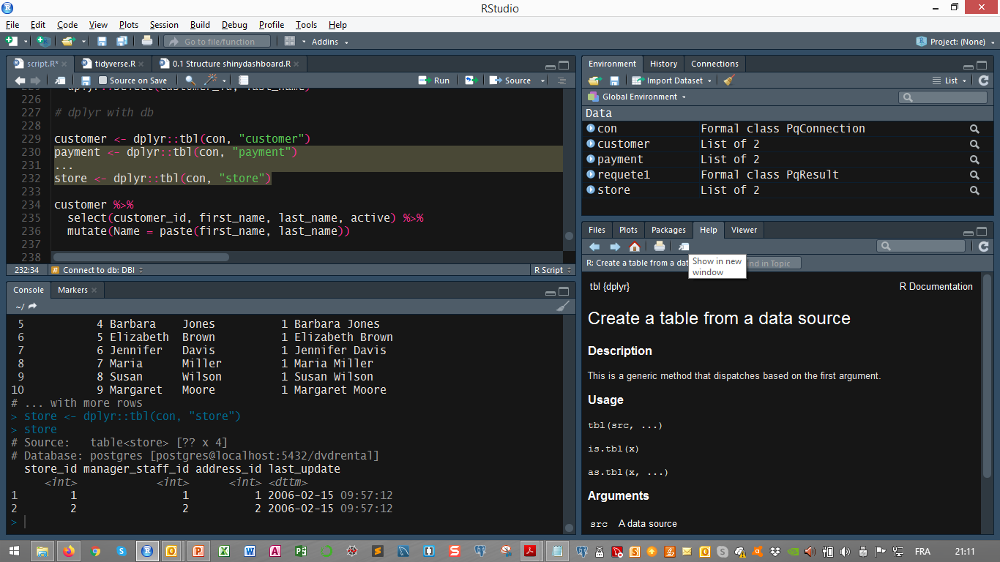 RStudio
File Edit Code View Plots Session Build Debug Profile Tools Help
Go to file/function Addins Project: (None)
script.R* tidyverse.R 0.1 Structure shinydashboard.R
Source on Save Run Source
226
227 # dplyr with db
228
229 customer <- dplyr::tbl(con, "customer")
230 payment <- dplyr::tbl(con, "payment")
231 ...
232 store <- dplyr::tbl(con, "store")
233
234 customer %>%
235 select(customer_id, first_name, last_name, active) %>%
236 mutate(Name = paste(first_name, last_name))
237
238
232:34 Connect to db: DBI R Script
Console Markers
~/
5 4 Barbara Jones 1 Barbara Jones
6 5 Elizabeth Brown 1 Elizabeth Brown
7 6 Jennifer Davis 1 Jennifer Davis
8 7 Maria Miller 1 Maria Miller
9 8 Susan Wilson 1 Susan Wilson
10 9 Margaret Moore 1 Margaret Moore
# ... with more rows
> store <- dplyr::tbl(con, "store")
> store
# Source: table<store> [?? x 4]
# Database: postgres [postgres@localhost:5432/dvdrental]
store_id manager_staff_id address_id last_update
<int> <int> <int> <dttm>
1 1 1 1 2006-02-15 09:57:12
2 2 2 2 2006-02-15 09:57:12
>
Environment History Connections
Import Dataset List
Global Environment
Data
con Formal class PqConnection
customer List of 2
payment List of 2
requete1 Formal class PqResult
store List of 2
Files Plots Packages Help Viewer
R: Create a table from a dat nd in Topic
Show in new
window
tbl {dplyr} R Documentation
Create a table from a data source
Description
This is a generic method that dispatches based on the first argument.
Usage
tbl(src, ...)
is.tbl(x)
as.tbl(x, ...)
Arguments
src A data source
FRA 21:11